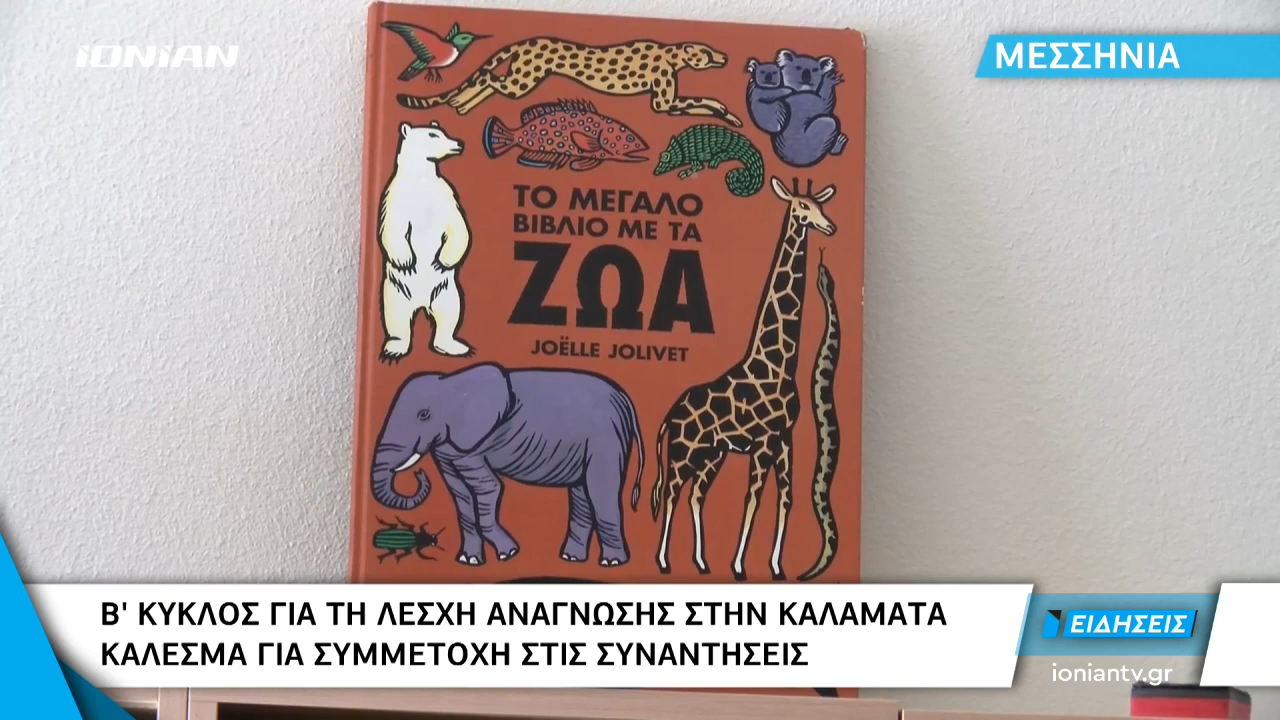 IONIAN
ΜΕΣΣΗΝΙΑ
ΤΟ ΜΕΓΑΛΟ
ΒΙΒΛΙΟ ΜΕ ΤΑ
ΖΩΑ
JOËLLE JOLIVET
Β' ΚΥΚΛΟΣ ΓΙΑ ΤΗ ΛΕΣΧΗ ΑΝΑΓΝΩΣΗΣ ΣΤΗΝ ΚΑΛΑΜΑΤΑ
ΚΑΛΕΣΜΑ ΓΙΑ ΣΥΜΜΕΤΟΧΗ ΣΤΙΣ ΣΥΝΑΝΤΗΣΕΙΣ
ΕΙΔΗΣΕΙΣ
ioniantv.gr